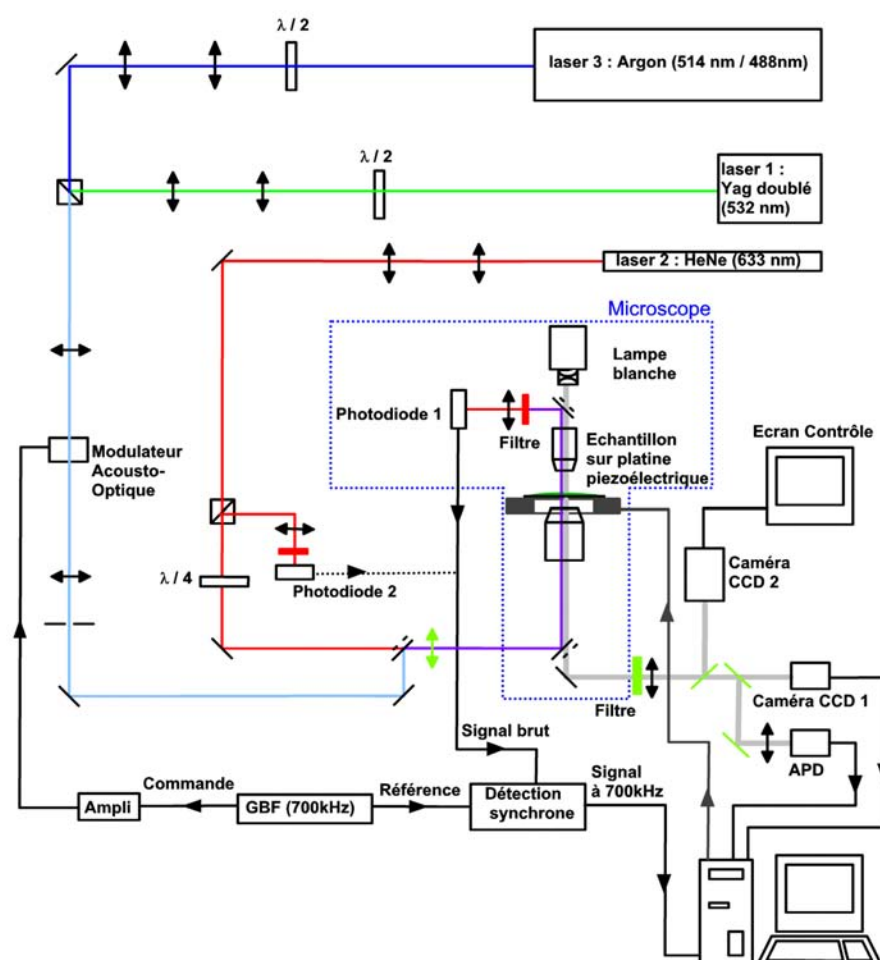 λ / 2
laser 3 : Argon (514 nm / 488nm)
λ / 2
laser 1 :
Yag doublé
(532 nm)
laser 2 : HeNe (633 nm)
Microscope
Lampe
blanche
Photodiode 1
Filtre
Echantillon
sur platine
piezoélectrique
Ecran Contrôle
Modulateur
Acousto-
Optique
Caméra
CCD 2
λ / 4
Photodiode 2
Filtre
Caméra CCD 1
APD
Signal brut
Commande
Référence
Signal
à 700kHz
Ampli
GBF (700kHz)
Détection
synchrone